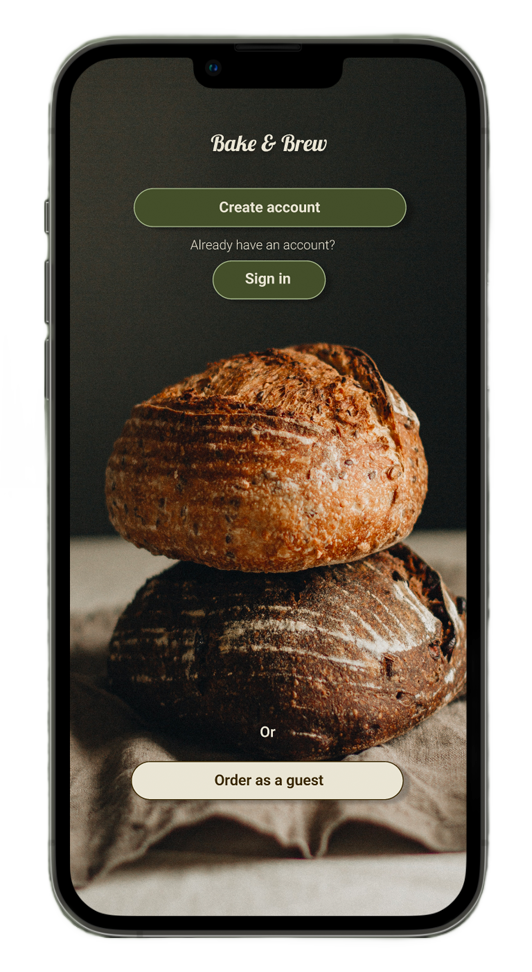 Bake & Brew
Create account
Already have an account?
Sign in
Or
Order as a guest